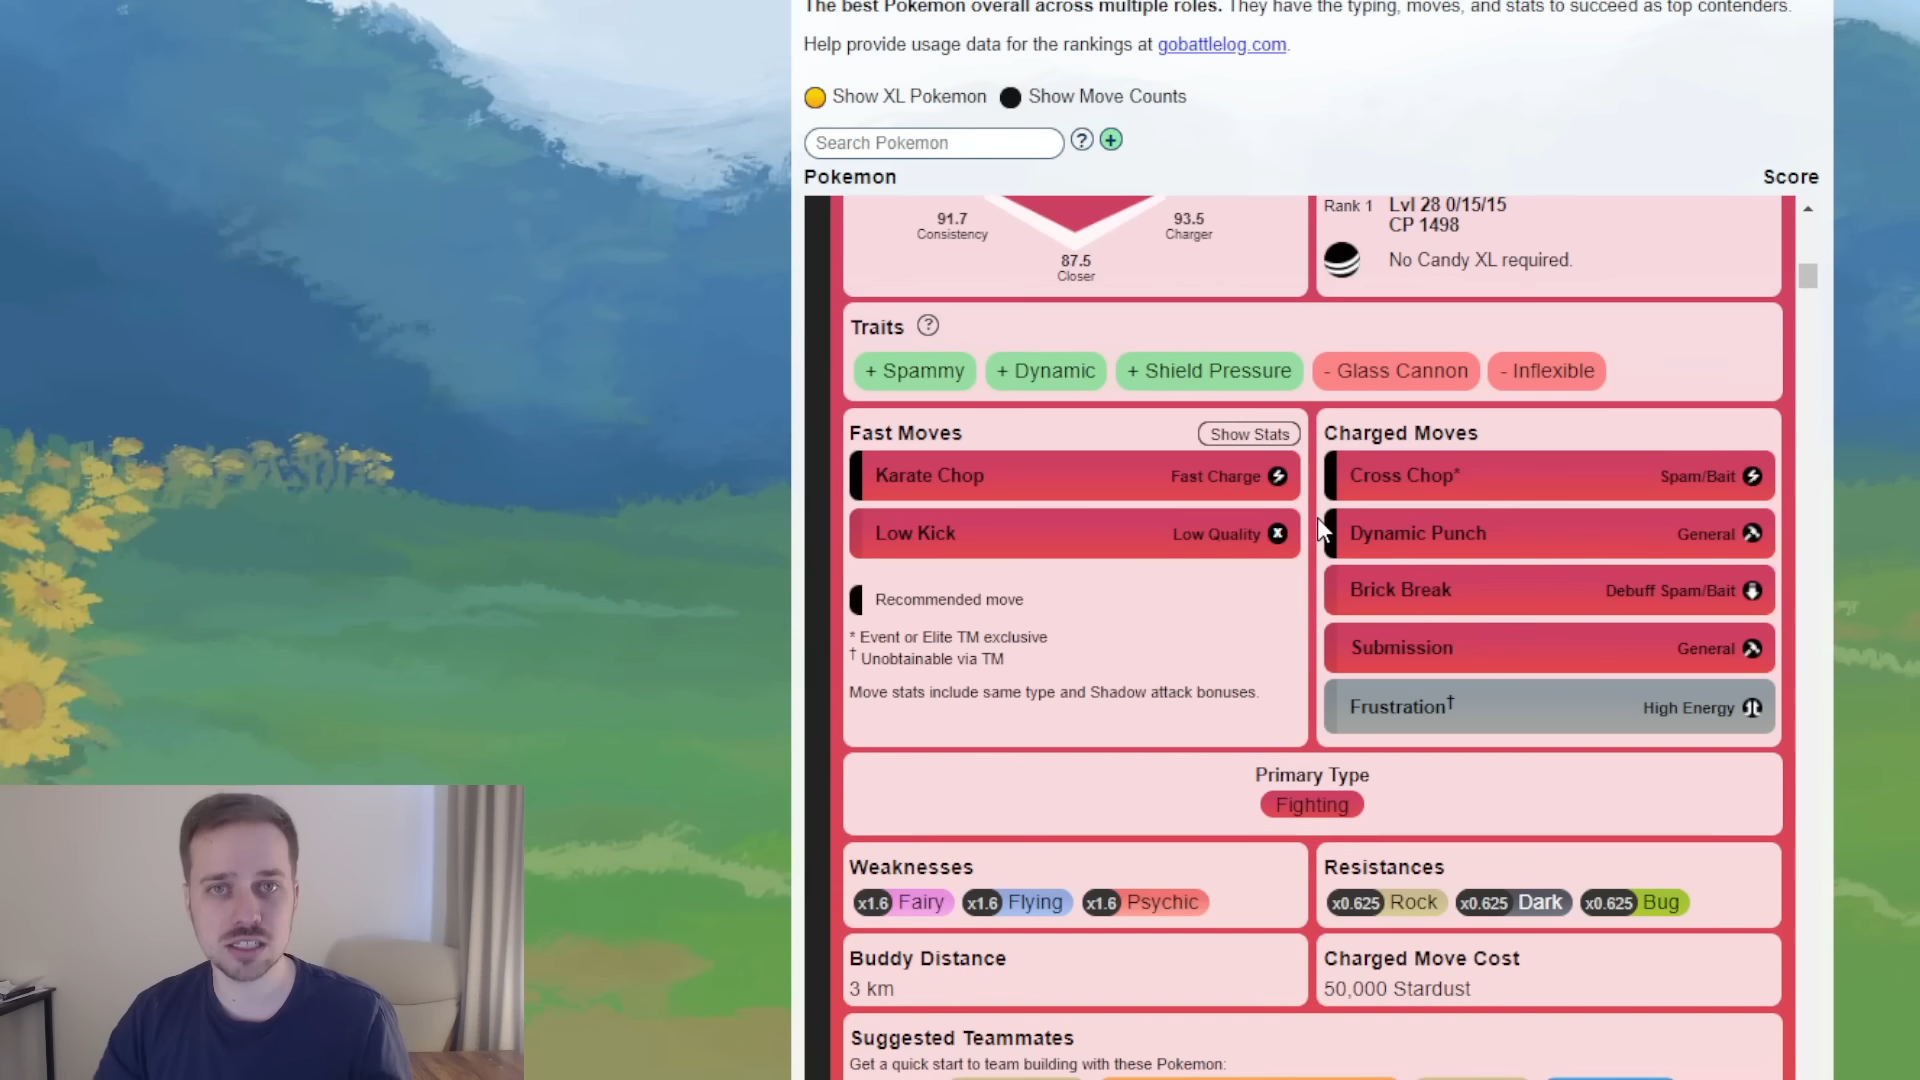 The best Pokemon overall across multiple roles. They have the typing, moves, and stats to succeed as top contenders.
Help provide usage data for the rankings at gobattlelog.com.
Show XL Pokemon Show Move Counts
Search Pokemon ? +
Pokemon Score
91.7
Consistency
93.5
Charger
87.5
Closer
Rank 1 Lvl 28 0/15/15
CP 1498
No Candy XL required.
Traits ?
+ Spammy + Dynamic + Shield Pressure - Glass Cannon - Inflexible
Fast Moves Show Stats
Karate Chop Fast Charge
Low Kick Low Quality
Recommended move
* Event or Elite TM exclusive
† Unobtainable via TM
Move stats include same type and Shadow attack bonuses.
Charged Moves
Cross Chop* Spam/Bait
Dynamic Punch General
Brick Break Debuff Spam/Bait
Submission General
Frustration† High Energy
Primary Type
Fighting
Weaknesses
x1.6 Fairy x1.6 Flying x1.6 Psychic
Resistances
x0.625 Rock x0.625 Dark x0.625 Bug
Buddy Distance
3 km
Charged Move Cost
50,000 Stardust
Suggested Teammates
Get a quick start to team building with these Pokemon: